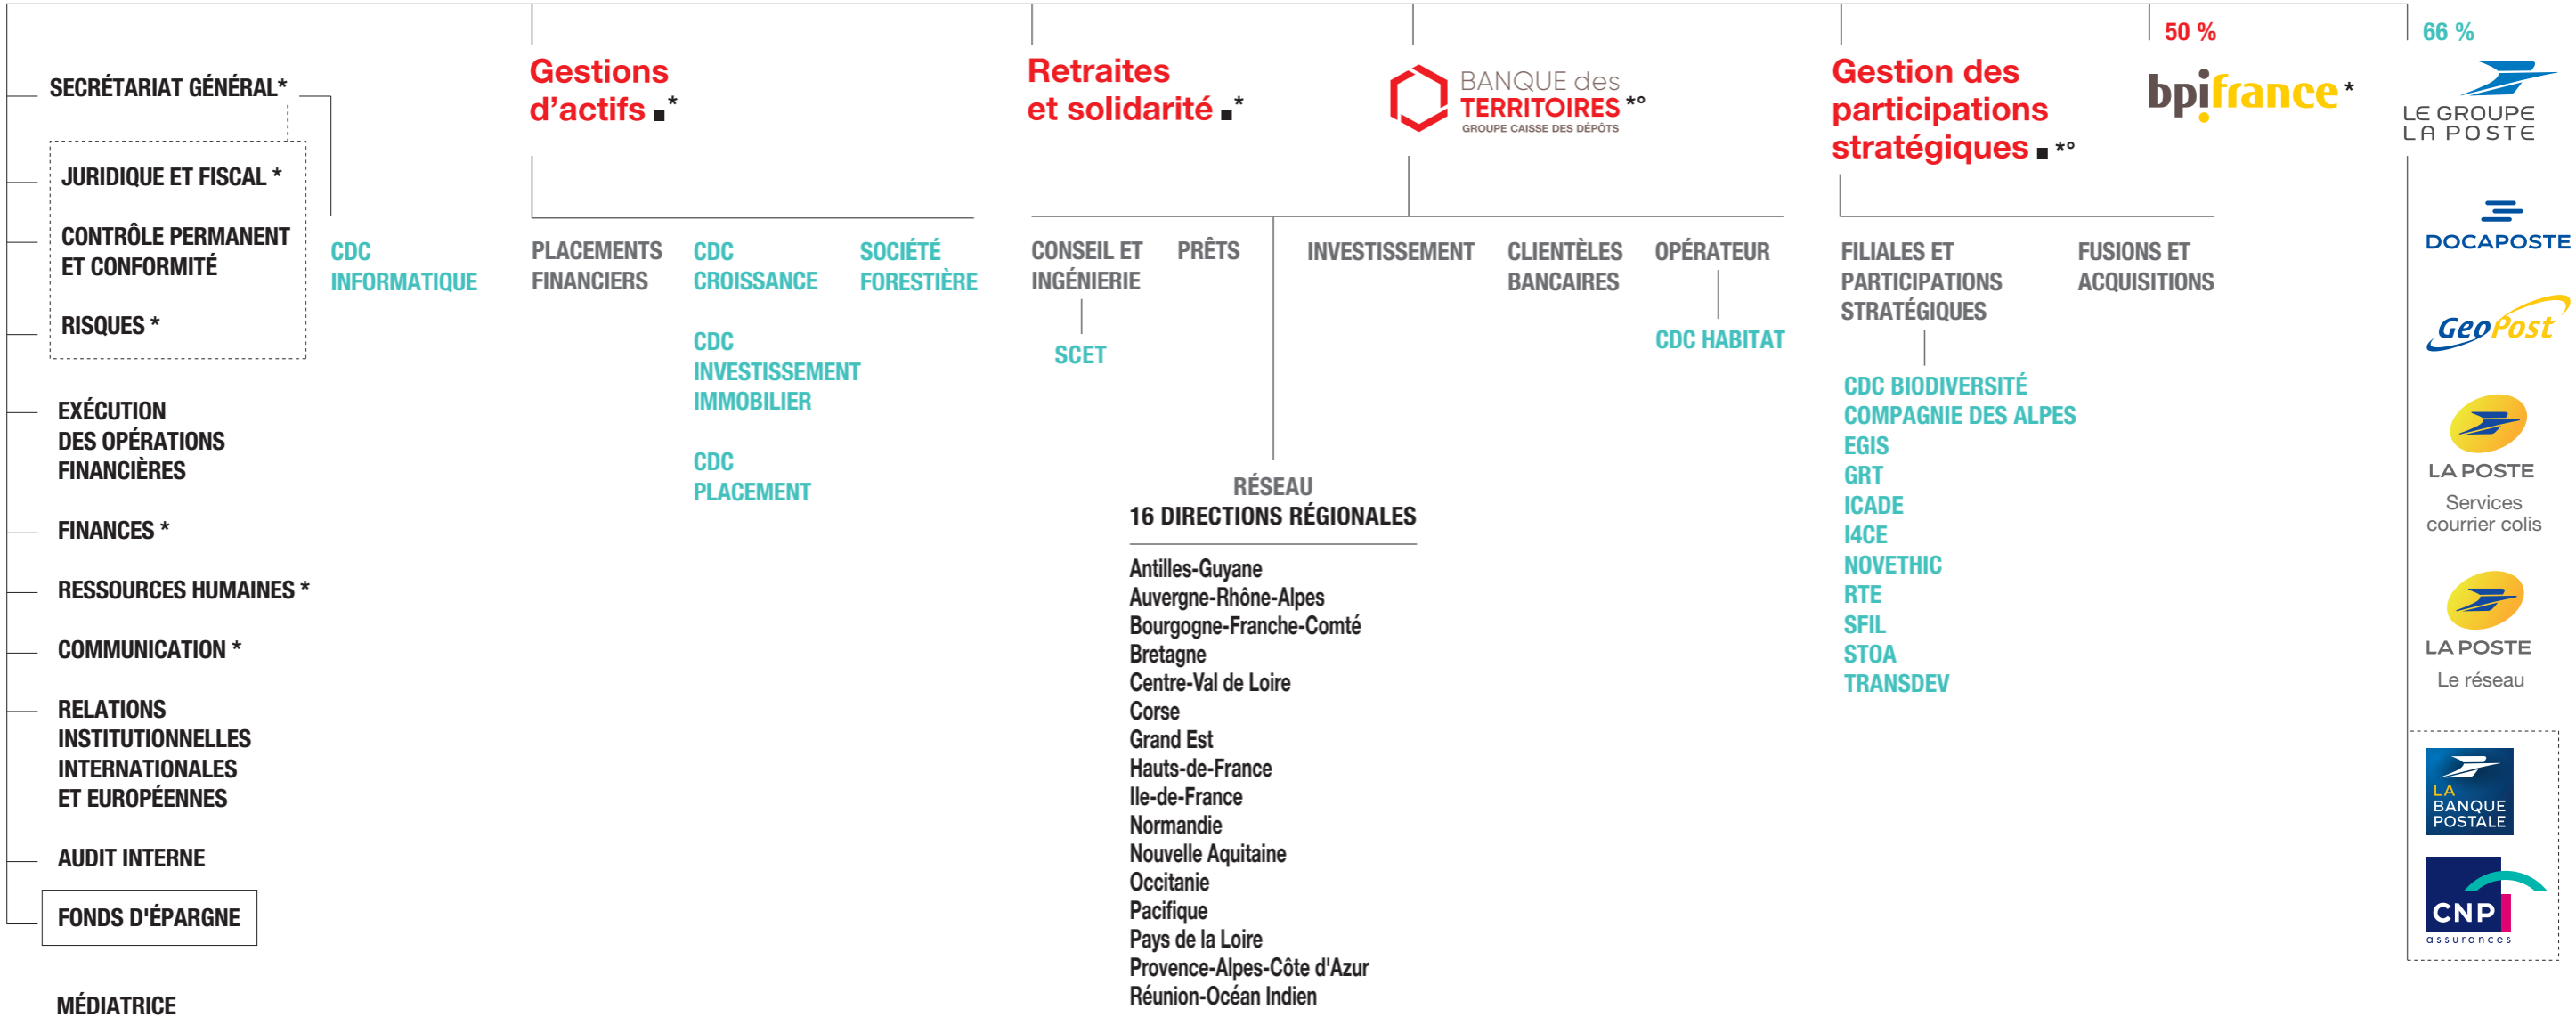 SECRÉTARIAT GÉNÉRAL*
JURIDIQUE ET FISCAL *
CONTRÔLE PERMANENT
ET CONFORMITÉ
RISQUES *
EXÉCUTION
DES OPÉRATIONS
FINANCIÈRES
FINANCES *
RESSOURCES HUMAINES *
COMMUNICATION *
RELATIONS
INSTITUTIONNELLES
INTERNATIONALES
ET EUROPÉENNES
AUDIT INTERNE
FONDS D'ÉPARGNE
MÉDIATRICE
CDC
INFORMATIQUE
Gestions
d’actifs ■*
PLACEMENTS
FINANCIERS
CDC
CROISSANCE
CDC
INVESTISSEMENT
IMMOBILIER
CDC
PLACEMENT
SOCIÉTÉ
FORESTIÈRE
Retraites
et solidarité ■*
BANQUE des
TERRITOIRES *°
GROUPE CAISSE DES DÉPÔTS
CONSEIL ET
INGÉNIERIE
SCET
PRÊTS
INVESTISSEMENT
CLIENTÈLES
BANCAIRES
OPÉRATEUR
CDC HABITAT
RÉSEAU
16 DIRECTIONS RÉGIONALES
Antilles-Guyane
Auvergne-Rhône-Alpes
Bourgogne-Franche-Comté
Bretagne
Centre-Val de Loire
Corse
Grand Est
Hauts-de-France
Ile-de-France
Normandie
Nouvelle Aquitaine
Occitanie
Pacifique
Pays de la Loire
Provence-Alpes-Côte d'Azur
Réunion-Océan Indien
Gestion des
participations
stratégiques ■*°
FILIALES ET
PARTICIPATIONS
STRATÉGIQUES
CDC BIODIVERSITÉ
COMPAGNIE DES ALPES
EGIS
GRT
ICADE
I4CE
NOVETHIC
RTE
SFIL
STOA
TRANSDEV
FUSIONS ET
ACQUISITIONS
50 %
bpifrance *
66 %
LE GROUPE
LA POSTE
DOCAPOSTE
GeoPost
LA POSTE
Services
courrier colis
LA POSTE
Le réseau
LA
BANQUE
POSTALE
CNP
assurances